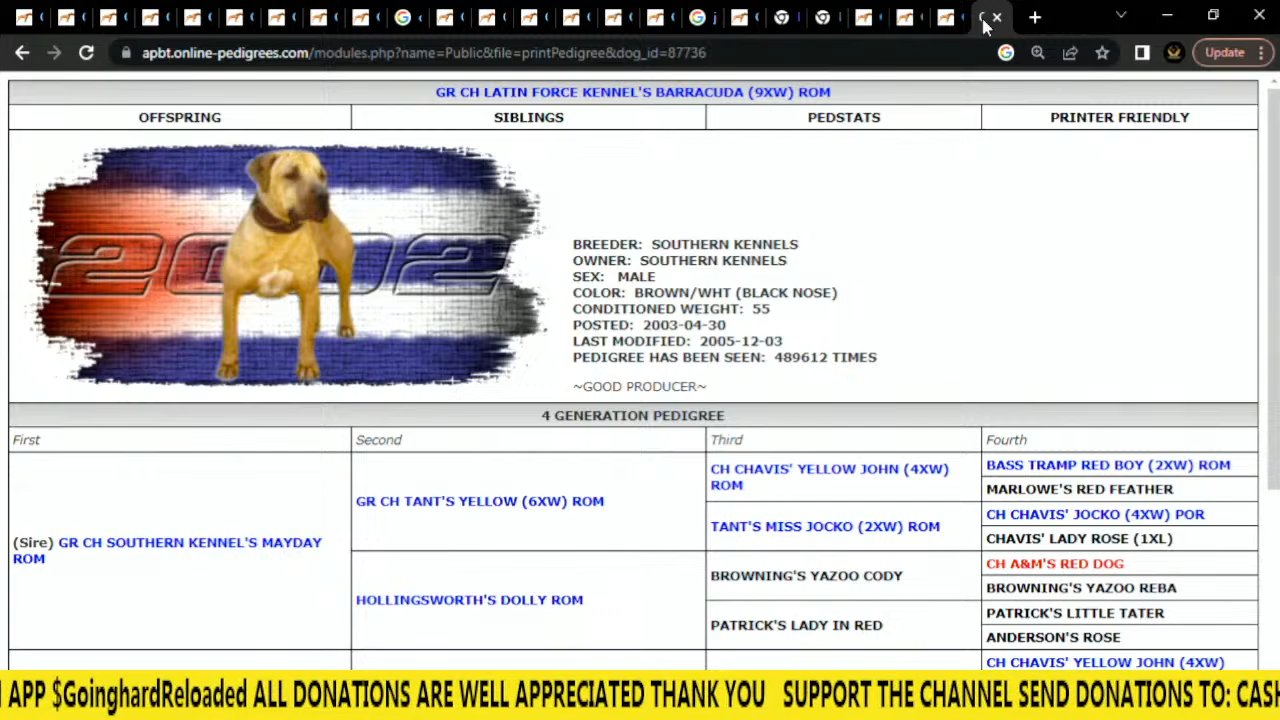 apbt.online-pedigrees.com/modules.php?name=Public&file=printPedigree&dog_id=87736
Update
GR CH LATIN FORCE KENNEL'S BARRACUDA (9XW) ROM
OFFSPRING SIBLINGS PEDSTATS PRINTER FRIENDLY
2002
BREEDER: SOUTHERN KENNELS
OWNER: SOUTHERN KENNELS
SEX: MALE
COLOR: BROWN/WHT (BLACK NOSE)
CONDITIONED WEIGHT: 55
POSTED: 2003-04-30
LAST MODIFIED: 2005-12-03
PEDIGREE HAS BEEN SEEN: 489612 TIMES
~GOOD PRODUCER~
4 GENERATION PEDIGREE
First Second Third Fourth
(Sire) GR CH SOUTHERN KENNEL'S MAYDAY
ROM
GR CH TANT'S YELLOW (6XW) ROM
HOLLINGSWORTH'S DOLLY ROM
CH CHAVIS' YELLOW JOHN (4XW)
ROM
TANT'S MISS JOCKO (2XW) ROM
BROWNING'S YAZOO CODY
PATRICK'S LADY IN RED
BASS TRAMP RED BOY (2XW) ROM
MARLOWE'S RED FEATHER
CH CHAVIS' JOCKO (4XW) POR
CHAVIS' LADY ROSE (1XL)
CH A&M'S RED DOG
BROWNING'S YAZOO REBA
PATRICK'S LITTLE TATER
ANDERSON'S ROSE
CH CHAVIS' YELLOW JOHN (4XW)
APP $GoinghardReloaded ALL DONATIONS ARE WELL APPRECIATED THANK YOU SUPPORT THE CHANNEL SEND DONATIONS TO: